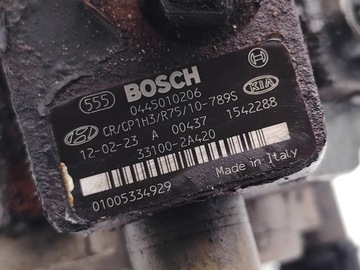 555 BOSCH
0445010206
CR/CP1H3/R75/10-789S KIA
12-02-23 A 00437 1542288
33100-2A420
Made in Italy
01005334929